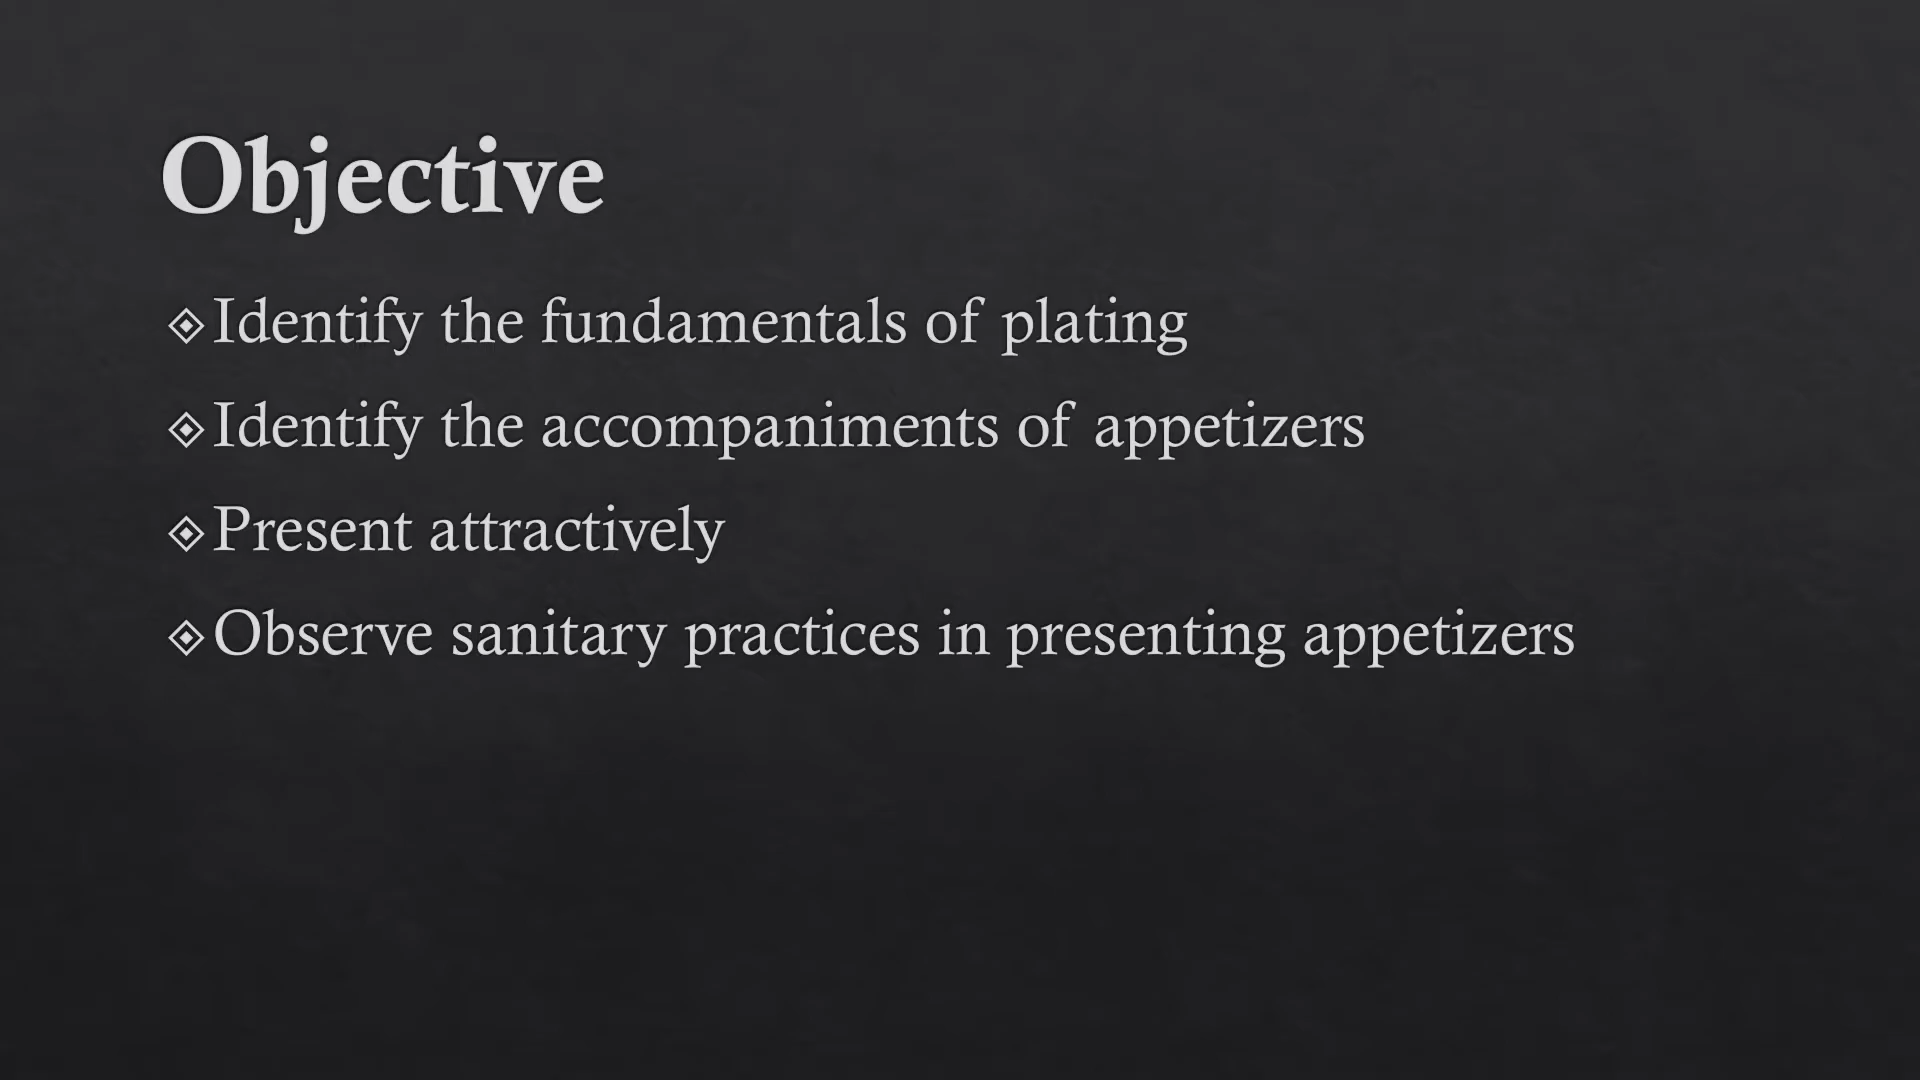 Objective
Identify the fundamentals of plating
Identify the accompaniments of appetizers
Present attractively
Observe sanitary practices in presenting appetizers